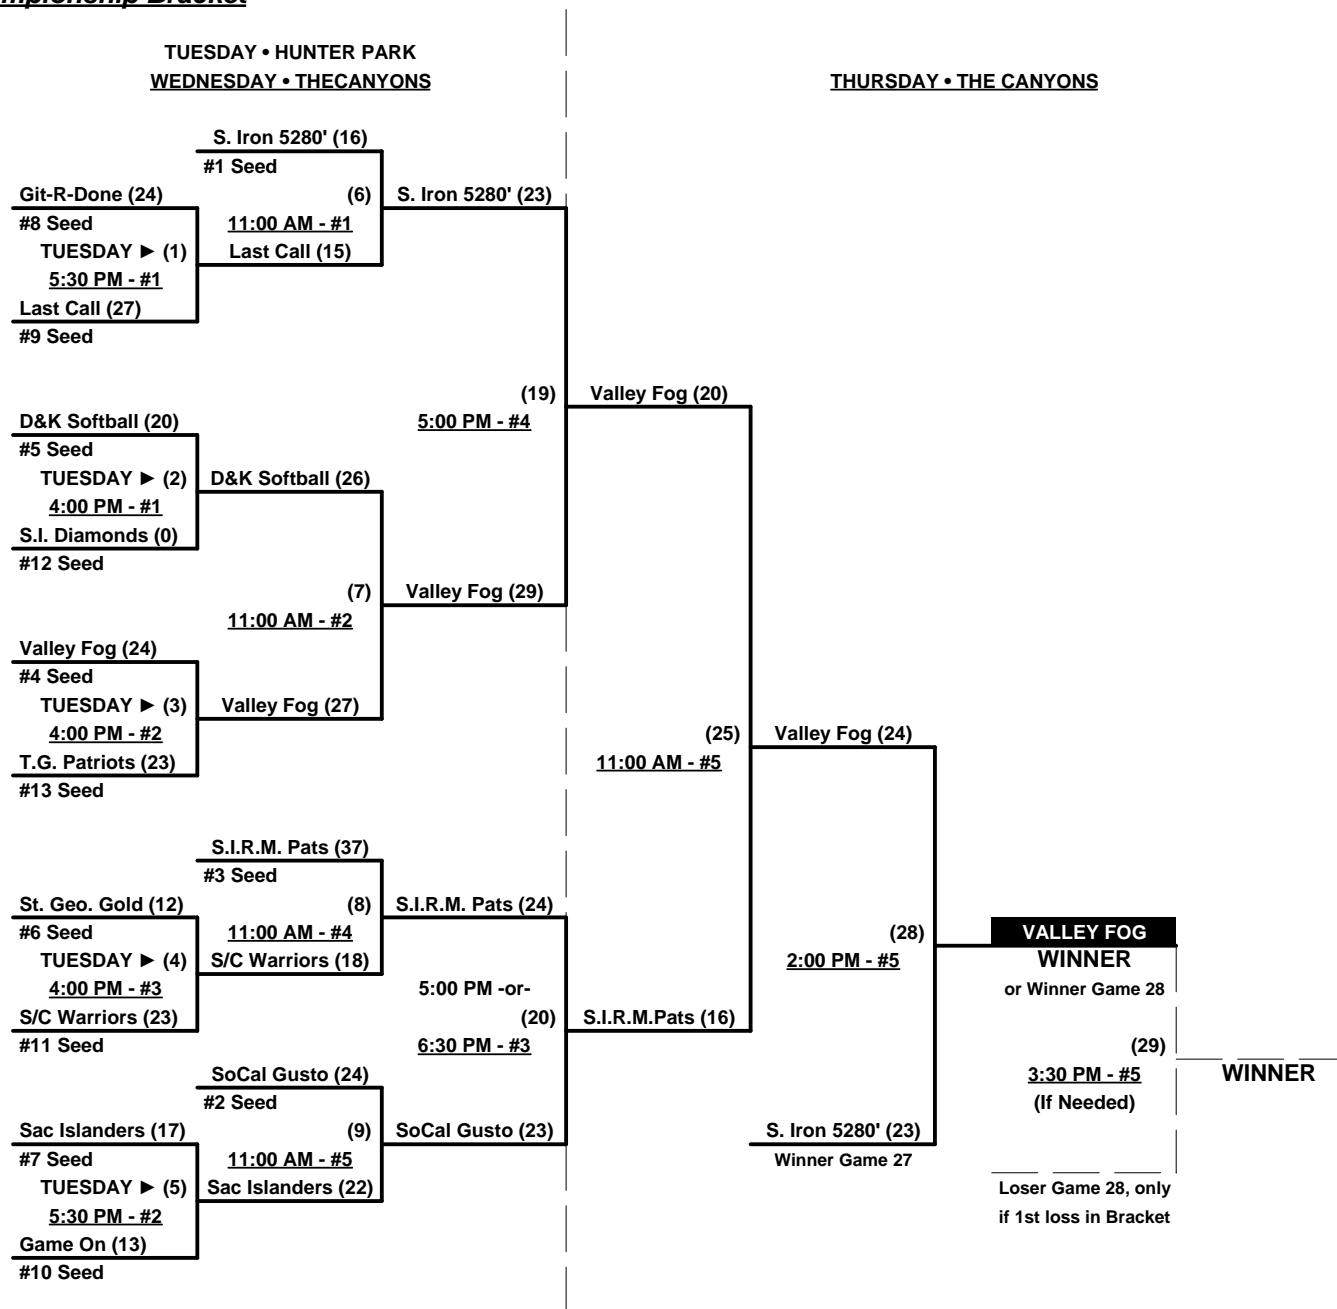 TUESDAY • HUNTER PARK
WEDNESDAY • THECANYONS
THURSDAY • THE CANYONS
S. Iron 5280' (16)
#1 Seed
Git-R-Done (24)
(6)
S. Iron 5280' (23)
#8 Seed
11:00 AM - #1
TUESDAY ► (1)
Last Call (15)
5:30 PM - #1
Last Call (27)
#9 Seed
(19)
Valley Fog (20)
D&K Softball (20)
5:00 PM - #4
#5 Seed
TUESDAY ► (2)
D&K Softball (26)
4:00 PM - #1
S.I. Diamonds (0)
#12 Seed
(7)
Valley Fog (29)
11:00 AM - #2
Valley Fog (24)
#4 Seed
TUESDAY ► (3)
Valley Fog (27)
4:00 PM - #2
(25)
Valley Fog (24)
T.G. Patriots (23)
11:00 AM - #5
#13 Seed
S.I.R.M. Pats (37)
#3 Seed
St. Geo. Gold (12)
(8)
S.I.R.M. Pats (24)
#6 Seed
11:00 AM - #4
(28)
VALLEY FOG
TUESDAY ► (4)
S/C Warriors (18)
2:00 PM - #5
WINNER
4:00 PM - #3
5:00 PM -or-
or Winner Game 28
S/C Warriors (23)
(20)
S.I.R.M.Pats (16)
#11 Seed
6:30 PM - #3
(29)
SoCal Gusto (24)
3:30 PM - #5
WINNER
#2 Seed
(If Needed)
Sac Islanders (17)
(9)
SoCal Gusto (23)
S. Iron 5280' (23)
#7 Seed
11:00 AM - #5
Winner Game 27
TUESDAY ► (5)
Sac Islanders (22)
Loser Game 28, only
5:30 PM - #2
if 1st loss in Bracket
Game On (13)
#10 Seed